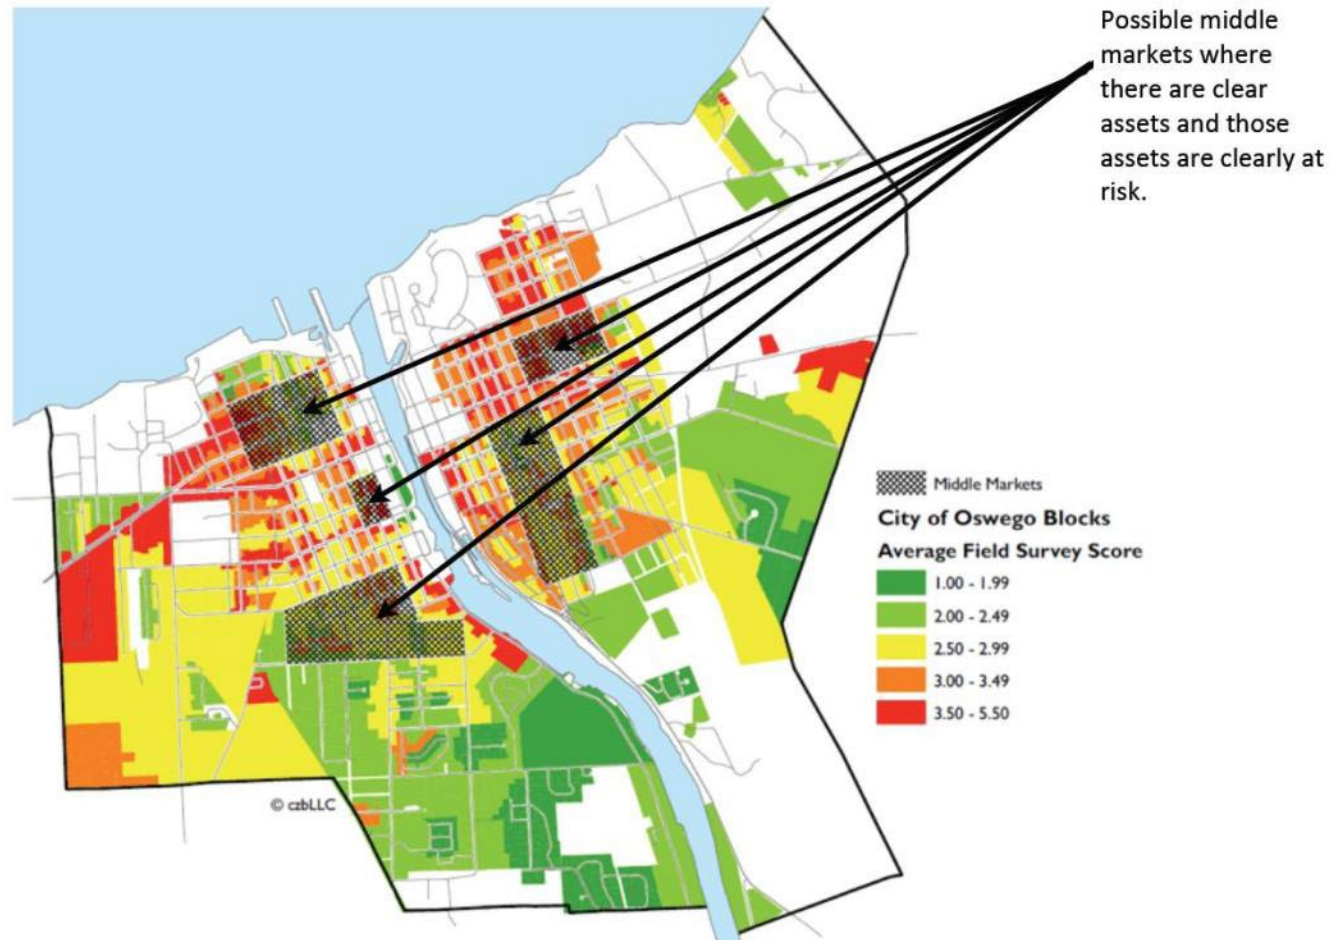 Possible middle
markets where
there are clear
assets and those
assets are clearly at
risk.
Middle Markets
City of Oswego Blocks
Average Field Survey Score
1.00 - 1.99
2.00 - 2.49
2.50 - 2.99
3.00 - 3.49
3.50 - 5.50
© czbLLC